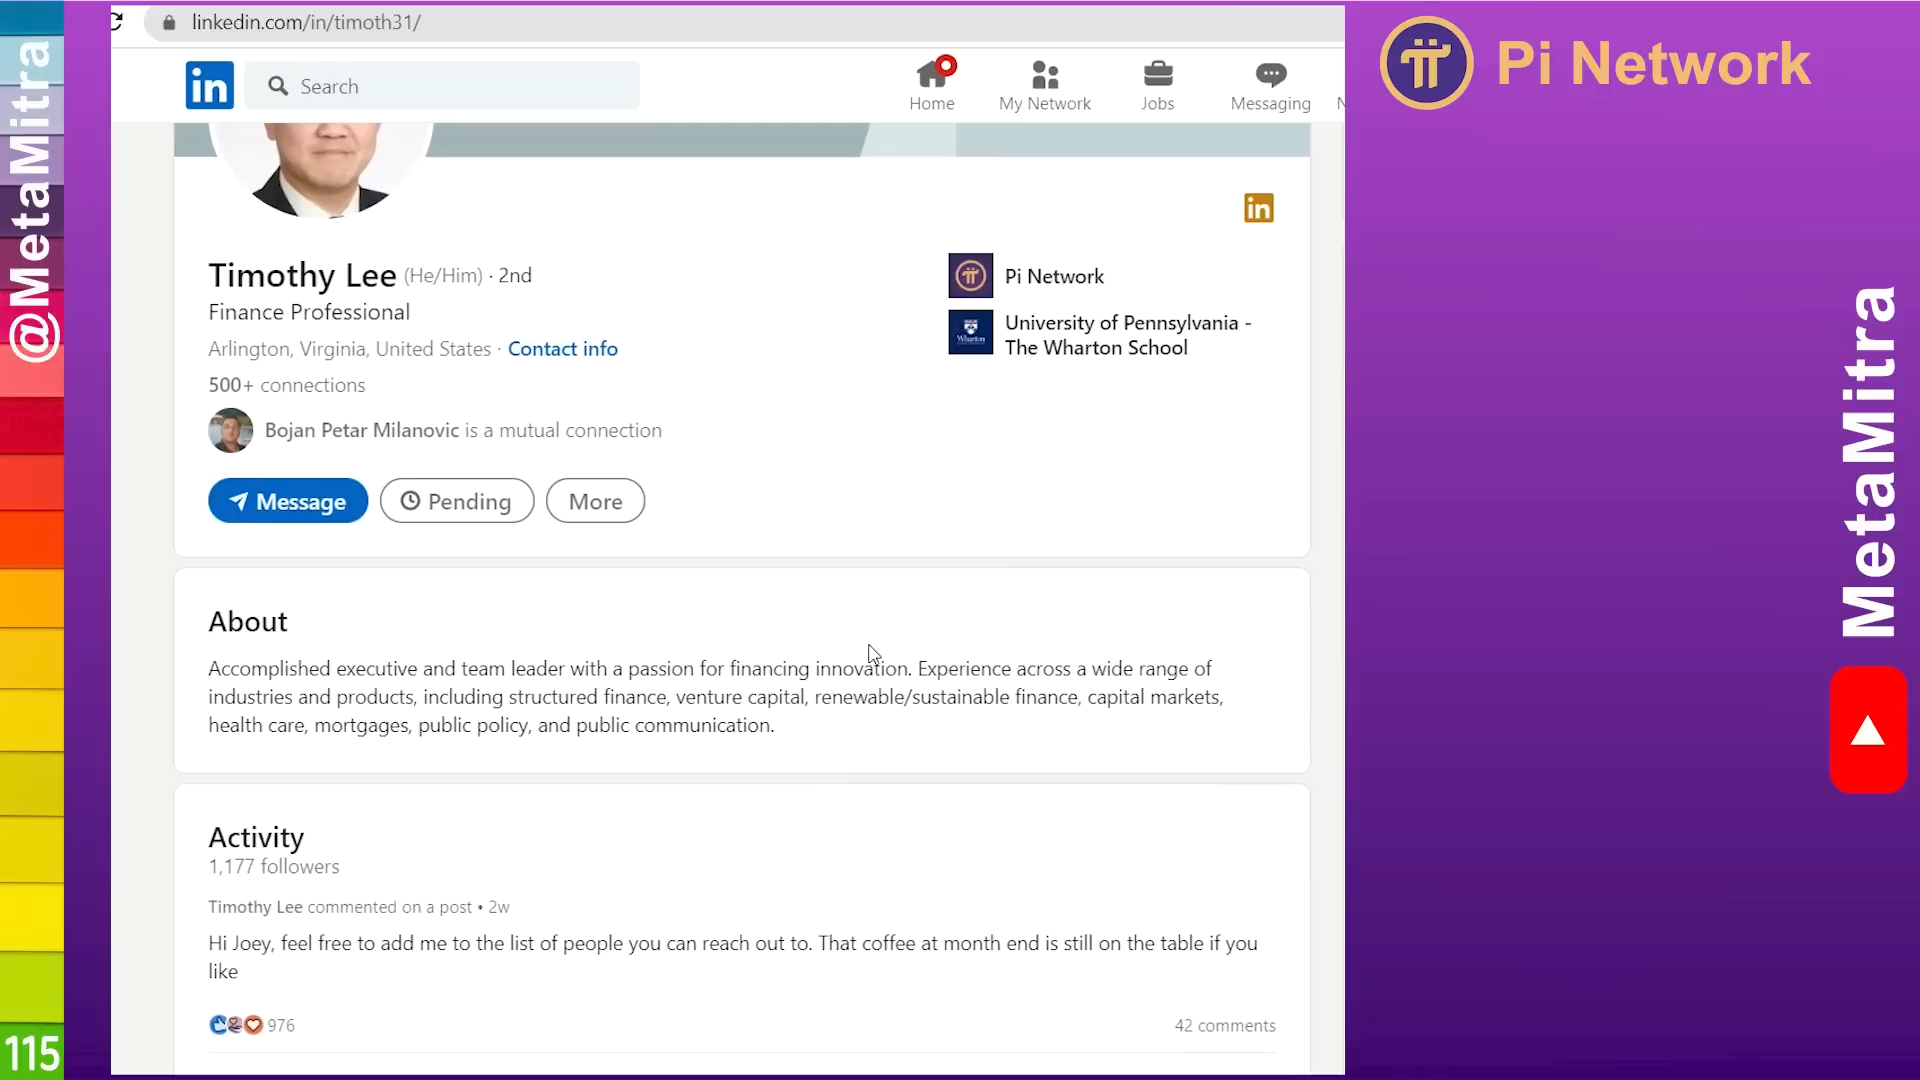 linkedin.com/in/timoth31/
Pi Network
in
Search
Home
My Network
Jobs
Messaging
N
in
Timothy Lee (He/Him) · 2nd
Finance Professional
Arlington, Virginia, United States · Contact info
500+ connections
Bojan Petar Milanovic is a mutual connection
Message
Pending
More
Pi Network
Wharton
University of Pennsylvania -
The Wharton School
About
Accomplished executive and team leader with a passion for financing innovation. Experience across a wide range of
industries and products, including structured finance, venture capital, renewable/sustainable finance, capital markets,
health care, mortgages, public policy, and public communication.
Activity
1,177 followers
Timothy Lee commented on a post • 2w
Hi Joey, feel free to add me to the list of people you can reach out to. That coffee at month end is still on the table if you
like
976
42 comments
@MetaMitra
115
MetaMitra